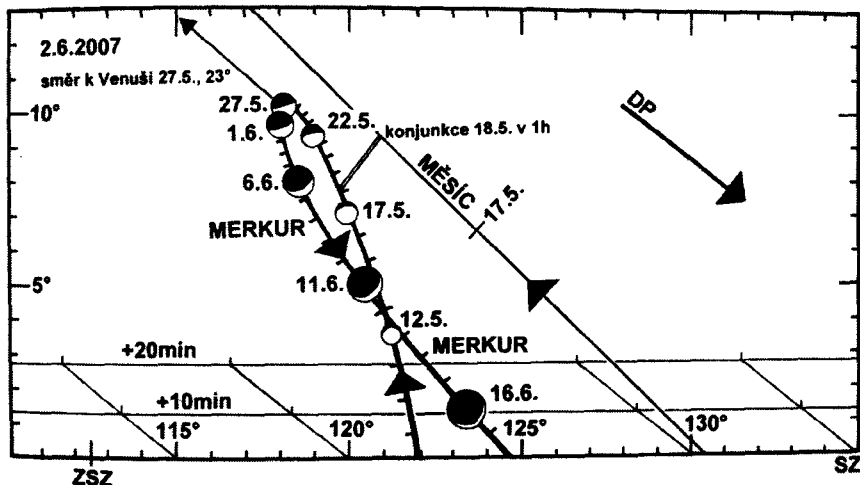 2.6.2007
směr k Venuši 27.5., 23°
10°
27.5.
1.6.
22.5.
konjunkce 18.5. v 1h
DP
MĚSÍC
17.5.
6.6.
17.5.
MERKUR
5°
11.6.
12.5.
MERKUR
+20min
+10min
16.6.
115°
120°
125°
130°
ZSZ
SZ